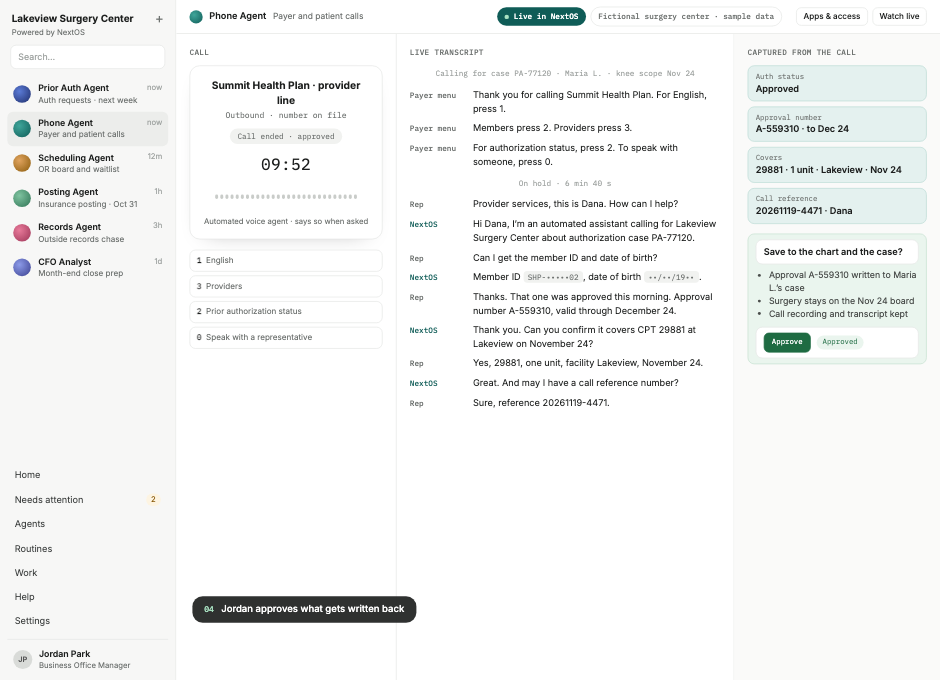 Lakeview Surgery Center
+
Powered by NextOS
Search...
Prior Auth Agent
now
Auth requests · next week
Phone Agent
now
Payer and patient calls
Scheduling Agent
12m
OR board and waitlist
Posting Agent
1h
Insurance posting · Oct 31
Records Agent
3h
Outside records chase
CFO Analyst
1d
Month-end close prep
Home
Needs attention
2
Agents
Routines
Work
Help
Settings
JP
Jordan Park
Business Office Manager
Phone Agent Payer and patient calls
Live in NextOS
Fictional surgery center · sample data
Apps & access
Watch live
CALL
Summit Health Plan · provider
line
Outbound · number on file
Call ended · approved
09:52
Automated voice agent · says so when asked
1 English
3 Providers
2 Prior authorization status
0 Speak with a representative
LIVE TRANSCRIPT
Calling for case PA-77120 · Maria L. · knee scope Nov 24
Payer menu Thank you for calling Summit Health Plan. For English,
press 1.
Payer menu Members press 2. Providers press 3.
Payer menu For authorization status, press 2. To speak with
someone, press 0.
On hold · 6 min 40 s
Rep Provider services, this is Dana. How can I help?
NextOS Hi Dana, I'm an automated assistant calling for Lakeview
Surgery Center about authorization case PA-77120.
Rep Can I get the member ID and date of birth?
NextOS Member ID SHP-•••••02 , date of birth ••/••/19•• .
Rep Thanks. That one was approved this morning. Approval
number A-559310, valid through December 24.
NextOS Thank you. Can you confirm it covers CPT 29881 at
Lakeview on November 24?
Rep Yes, 29881, one unit, facility Lakeview, November 24.
NextOS Great. And may I have a call reference number?
Rep Sure, reference 20261119-4471.
CAPTURED FROM THE CALL
Auth status
Approved
Approval number
A-559310 · to Dec 24
Covers
29881 · 1 unit · Lakeview · Nov 24
Call reference
20261119-4471 · Dana
Save to the chart and the case?
• Approval A-559310 written to Maria
L.'s case
• Surgery stays on the Nov 24 board
• Call recording and transcript kept
Approve
Approved
04 Jordan approves what gets written back